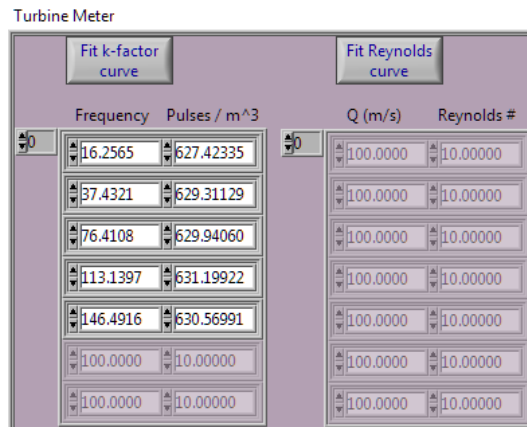 Turbine Meter
Fit k-factor
curve
Fit Reynolds
curve
Frequency Pulses / m^3
Q (m/s) Reynolds #
0
16.2565 627.42335
37.4321 629.31129
76.4108 629.94060
113.1397 631.19922
146.4916 630.56991
100.0000 10.00000
100.0000 10.00000
0
100.0000 10.00000
100.0000 10.00000
100.0000 10.00000
100.0000 10.00000
100.0000 10.00000
100.0000 10.00000
100.0000 10.00000